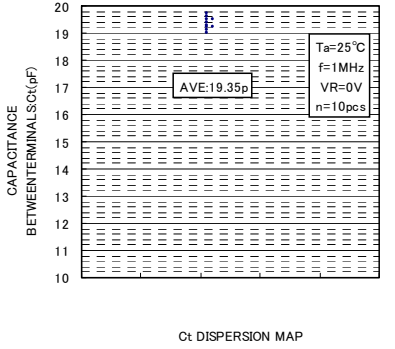 20
19
18
17
16
15
14
13
12
11
10
CAPACITANCE
BETWEENTERMINALS:Ct(pF)
Ta=25℃
f=1MHz
VR=0V
n=10pcs
AVE:19.35p
Ct DISPERSION MAP